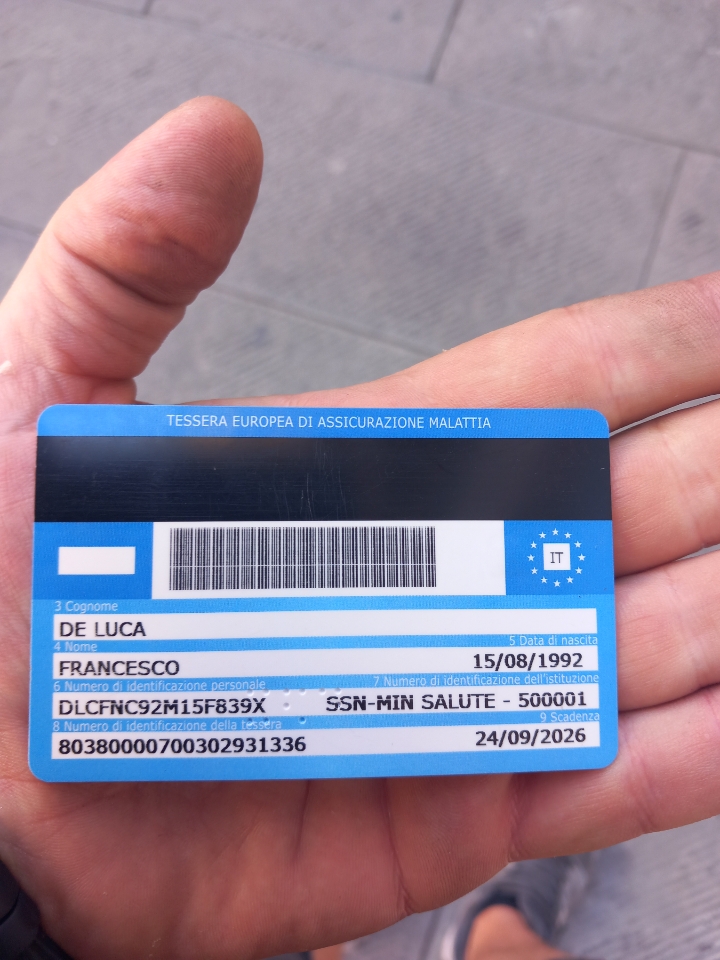 TESSERA EUROPEA DI ASSICURAZIONE MALATTIA
IT
3 Cognome
DE LUCA
4 Nome 5 Data di nascita
FRANCESCO 15/08/1992
6 Numero di identificazione personale 7 Numero di identificazione dell'istituzione
DLCFNC92M15F839X SSN-MIN SALUTE - 500001
8 Numero di identificazione della tessera 9 Scadenza
80380000700302931336 24/09/2026